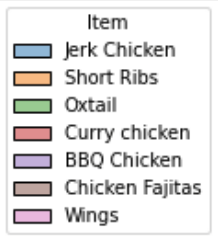 Item
Jerk Chicken
Short Ribs
Oxtail
Curry chicken
BBQ Chicken
Chicken Fajitas
Wings